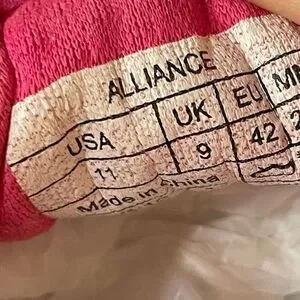 ALLIANCE
USA UK EU
11 9 42
Made in China